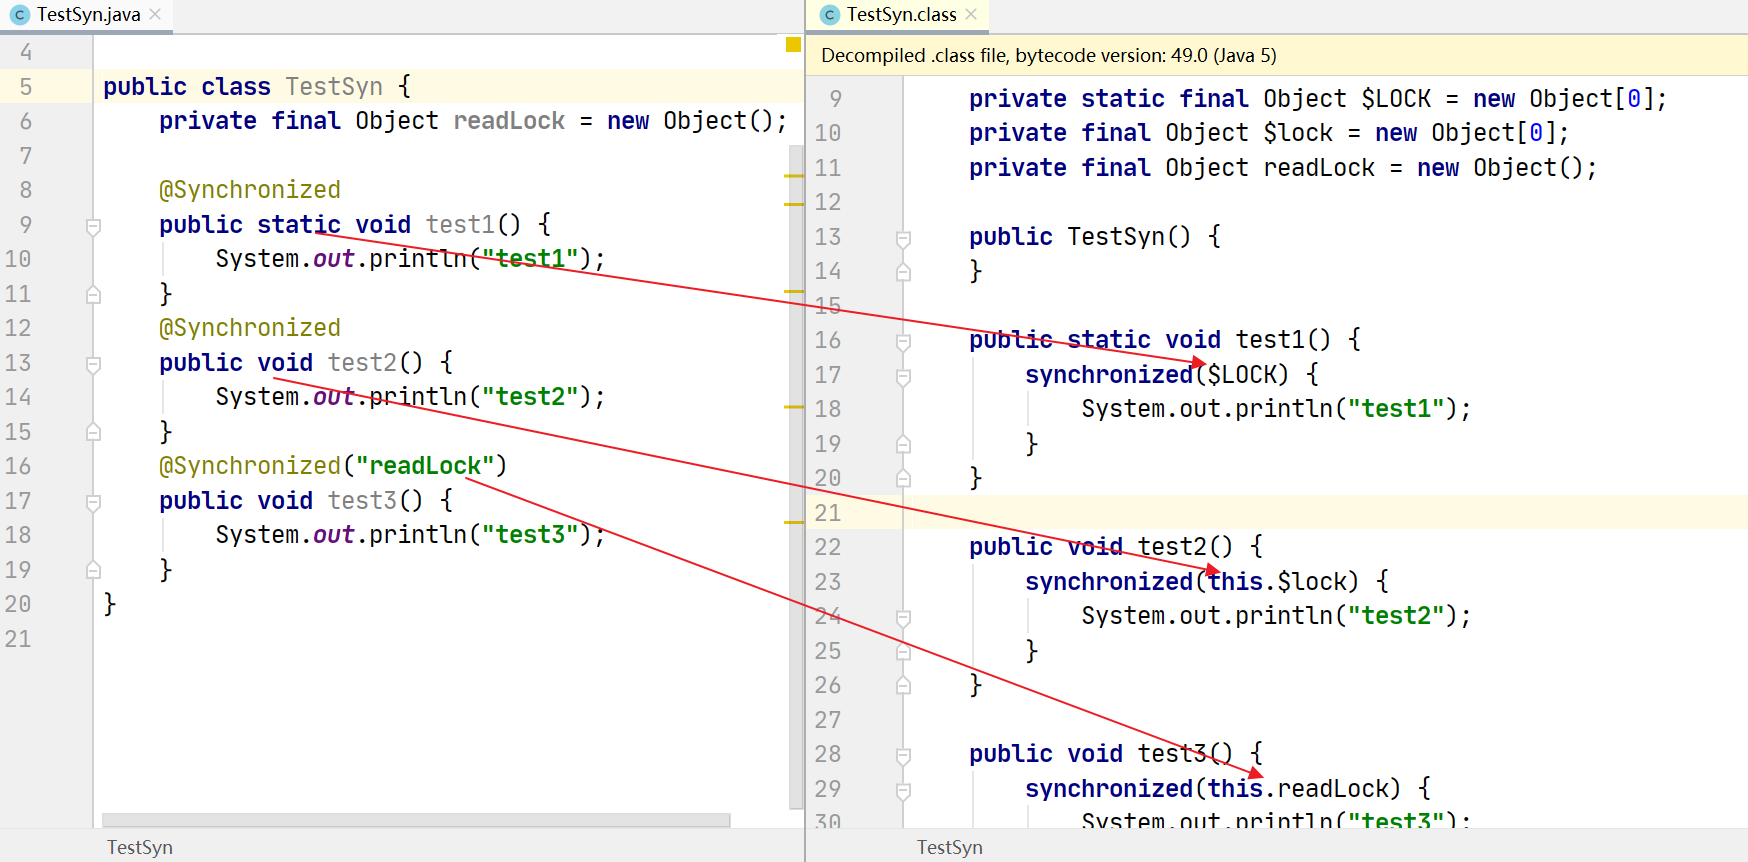 TestSyn.java
4
5 public class TestSyn {
6 private final Object readLock = new Object();
7
8 @Synchronized
9 public static void test1() {
10 System.out.println("test1");
11 }
12 @Synchronized
13 public void test2() {
14 System.out.println("test2");
15 }
16 @Synchronized("readLock")
17 public void test3() {
18 System.out.println("test3");
19 }
20 }
21
TestSyn
TestSyn.class
Decompiled .class file, bytecode version: 49.0 (Java 5)
9 private static final Object $LOCK = new Object[0];
10 private final Object $lock = new Object[0];
11 private final Object readLock = new Object();
12
13 public TestSyn() {
14 }
15
16 public static void test1() {
17 synchronized($LOCK) {
18 System.out.println("test1");
19 }
20 }
21
22 public void test2() {
23 synchronized(this.$lock) {
24 System.out.println("test2");
25 }
26 }
27
28 public void test3() {
29 synchronized(this.readLock) {
30 System.out.println("test3");
TestSyn